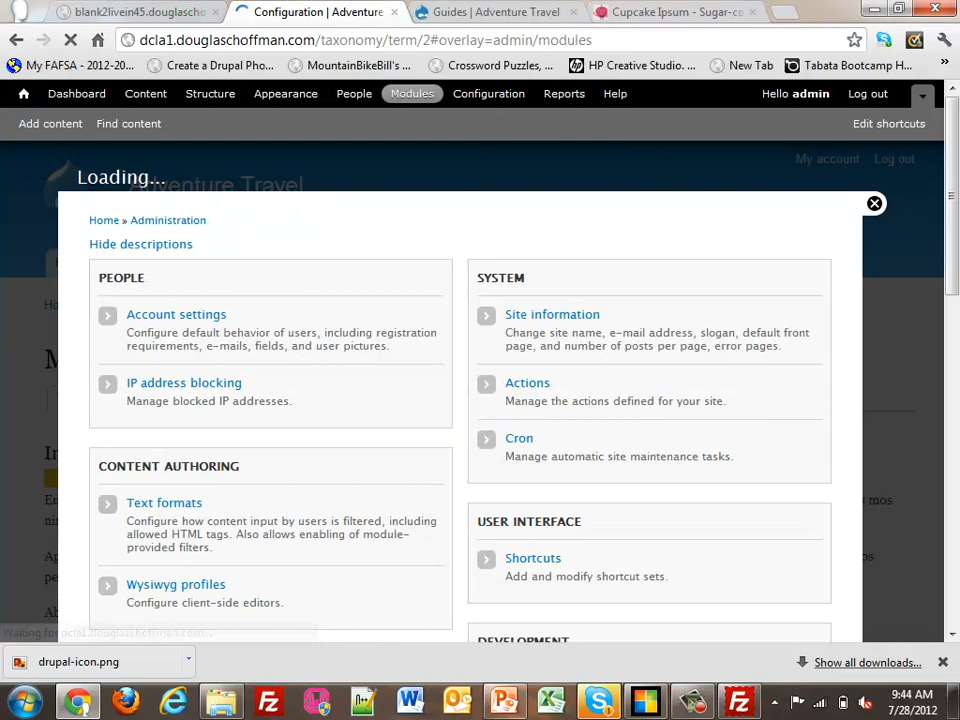 blank2livein45.douglascho
Configuration | Adventure
Guides | Adventure Travel
Cupcake Ipsum - Sugar-co
dcla1.douglaschoffman.com/taxonomy/term/2#overlay=admin/modules
My FAFSA - 2012-20...
Create a Drupal Pho...
MountainBikeBill's ...
Crossword Puzzles, ...
HP Creative Studio. ...
New Tab
Tabata Bootcamp H...
»
Dashboard
Content
Structure
Appearance
People
Modules
Configuration
Reports
Help
Hello admin
Log out
Add content
Find content
Edit shortcuts
My account
Log out
Loading...
Adventure Travel
Home » Administration
Hide descriptions
PEOPLE
Account settings
Configure default behavior of users, including registration
requirements, e-mails, fields, and user pictures.
IP address blocking
Manage blocked IP addresses.
CONTENT AUTHORING
Text formats
Configure how content input by users is filtered, including
allowed HTML tags. Also allows enabling of module-
provided filters.
Wysiwyg profiles
Configure client-side editors.
SYSTEM
Site information
Change site name, e-mail address, slogan, default front
page, and number of posts per page, error pages.
Actions
Manage the actions defined for your site.
Cron
Manage automatic site maintenance tasks.
USER INTERFACE
Shortcuts
Add and modify shortcut sets.
DEVELOPMENT
Waiting for dcla1.douglaschoffman.com...
drupal-icon.png
Show all downloads...
9:44 AM
7/28/2012